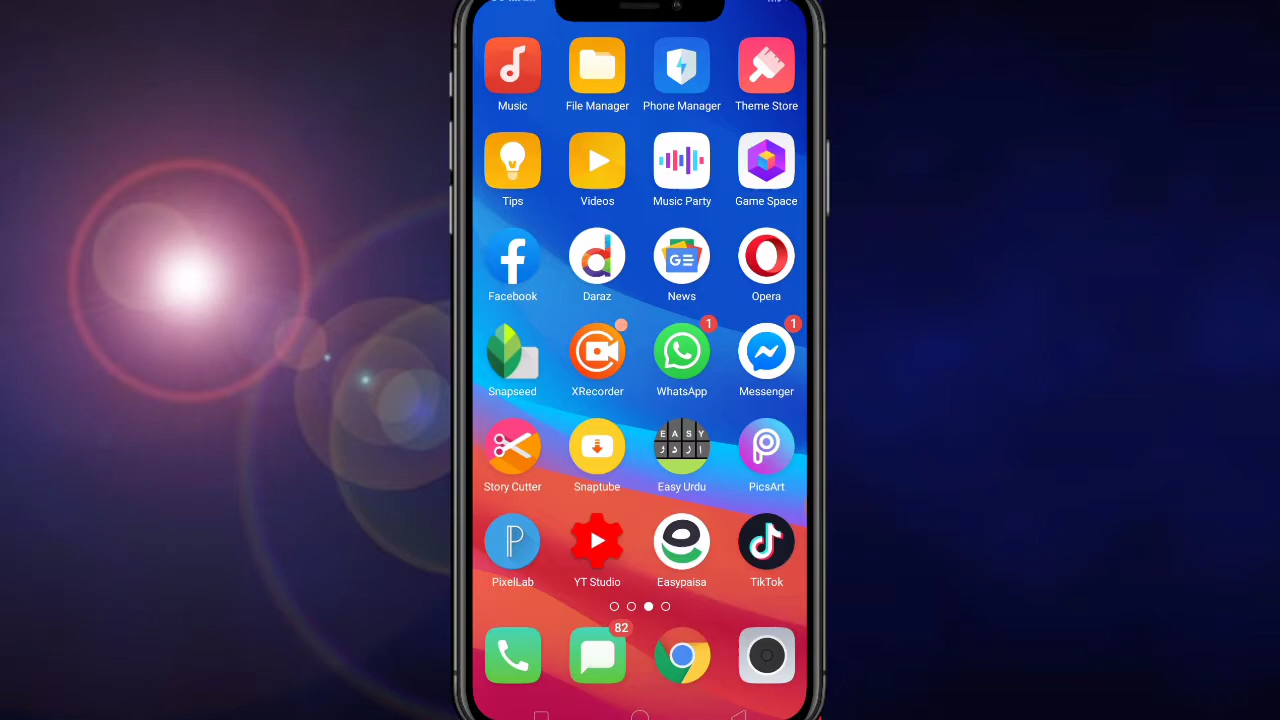 Music File Manager Phone Manager Theme Store
Tips Videos Music Party Game Space
G
Facebook Daraz News Opera
1 1
Snapseed XRecorder WhatsApp Messenger
E A S Y
ا ر د و
Story Cutter Snaptube Easy Urdu PicsArt
P
PixelLab YT Studio Easypaisa TikTok
82